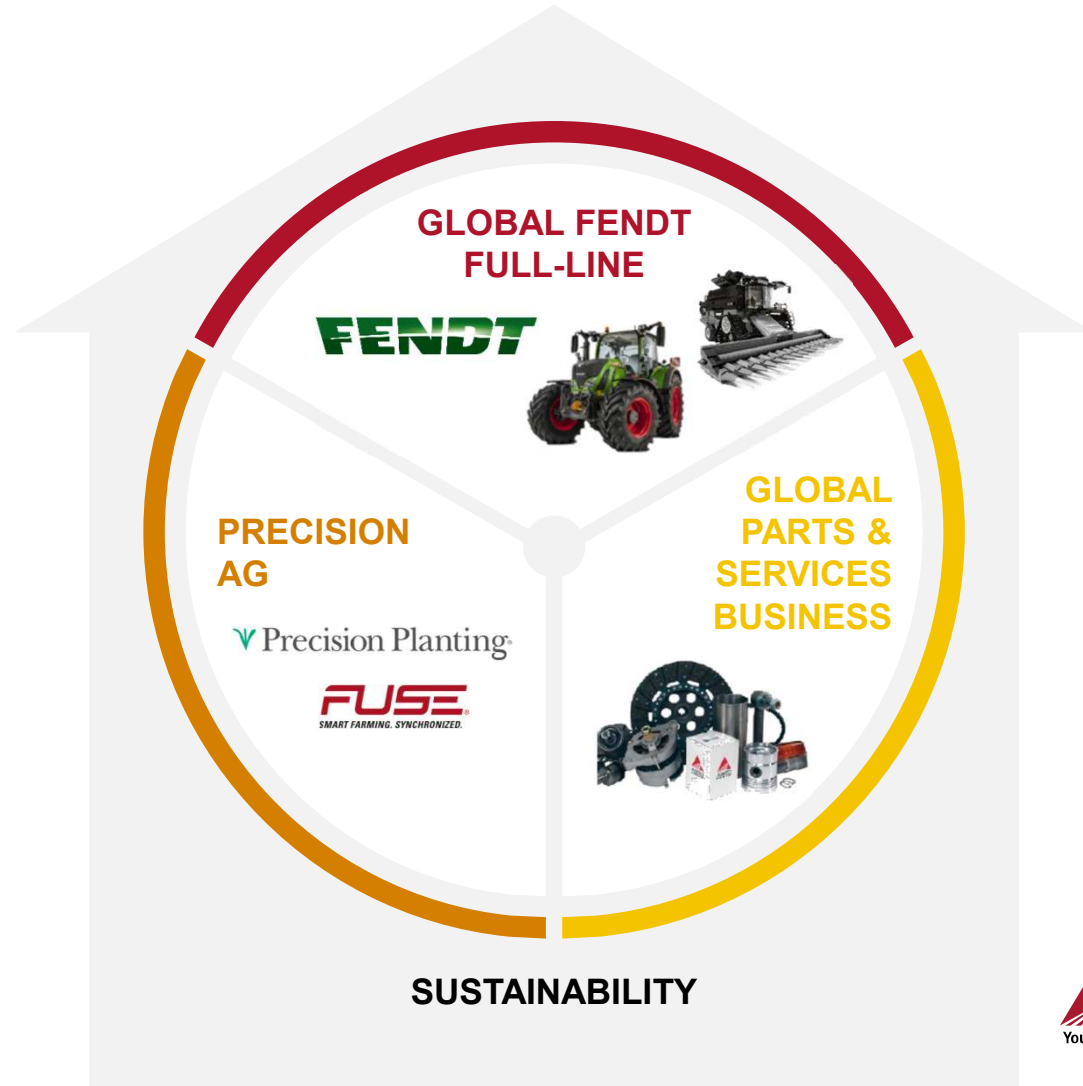 GLOBAL FENDT
FULL-LINE
FENDT
PRECISION
AG
Precision Planting®
FUSE®
SMART FARMING. SYNCHRONIZED.
GLOBAL
PARTS &
SERVICES
BUSINESS
SUSTAINABILITY